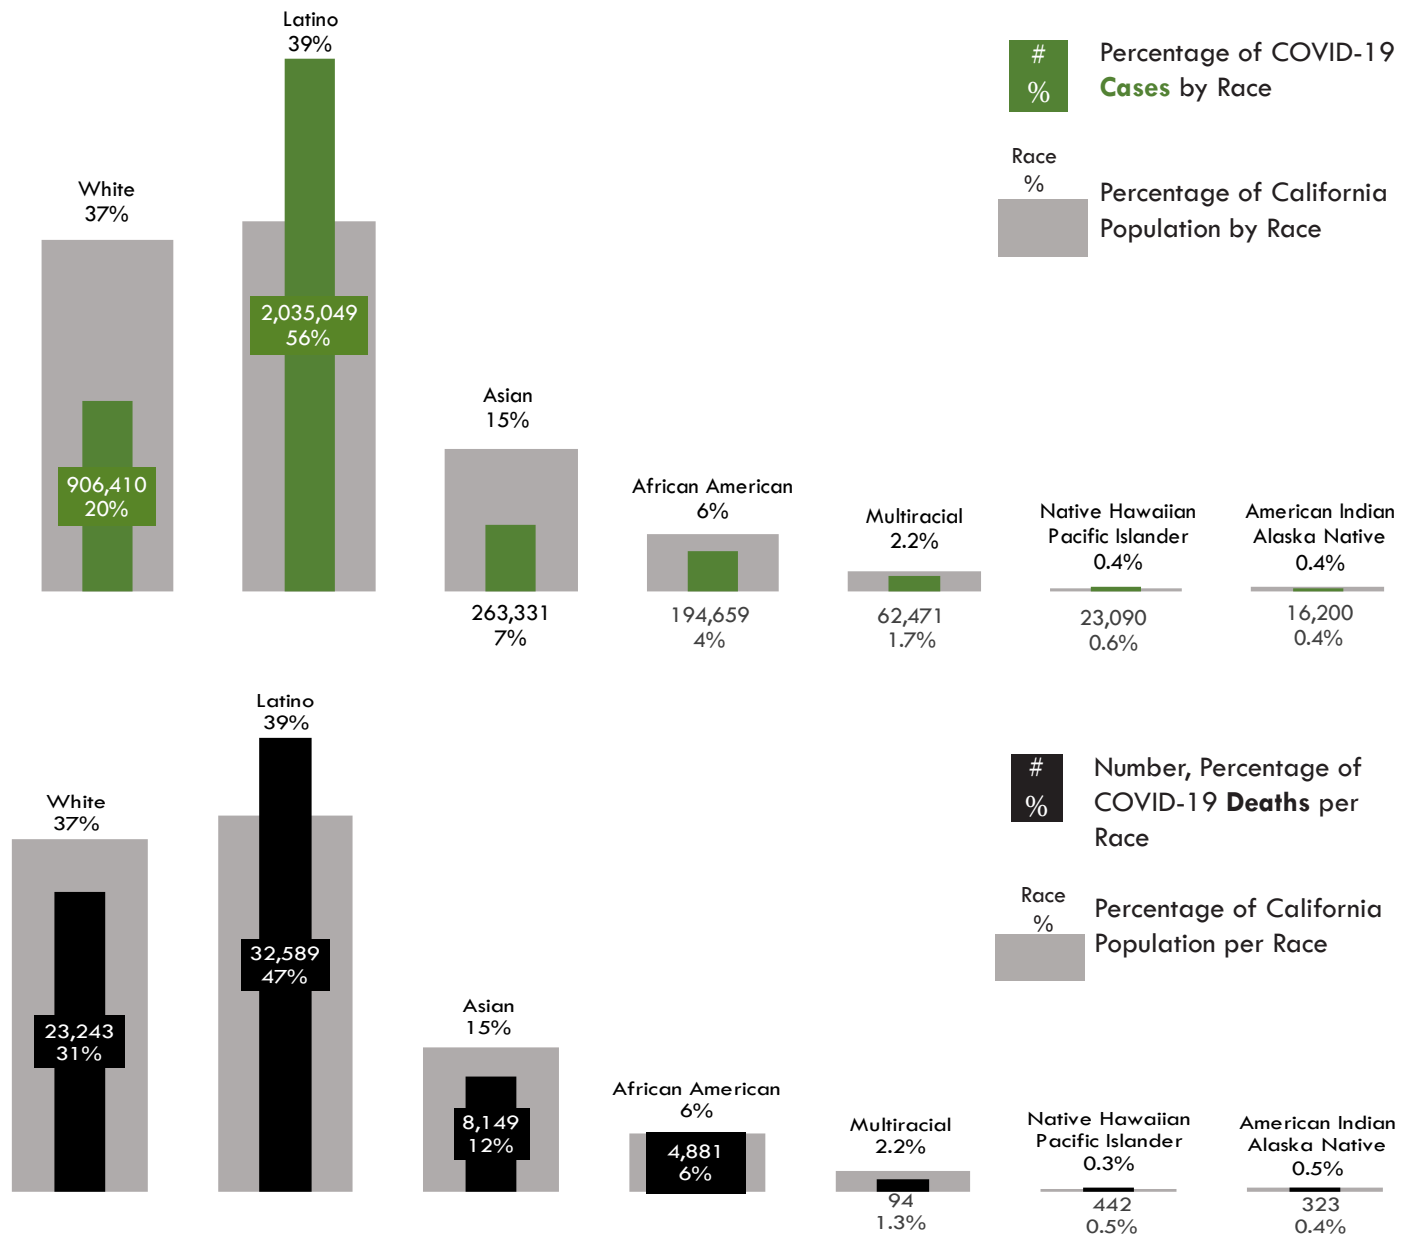 Latino
39%
White
37%
2,035,049
56%
906,410
20%
Asian
15%
263,331
7%
African American
6%
194,659
4%
Multiracial
2.2%
62,471
1.7%
Native Hawaiian
Pacific Islander
0.4%
23,090
0.6%
American Indian
Alaska Native
0.4%
16,200
0.4%
#
%
Percentage of COVID-19
Cases by Race
Race
%
Percentage of California
Population by Race
Latino
39%
White
37%
32,589
47%
23,243
31%
Asian
15%
8,149
12%
African American
6%
4,881
6%
Multiracial
2.2%
94
1.3%
Native Hawaiian
Pacific Islander
0.3%
442
0.5%
American Indian
Alaska Native
0.5%
323
0.4%
#
%
Number, Percentage of
COVID-19 Deaths per
Race
Race
%
Percentage of California
Population per Race